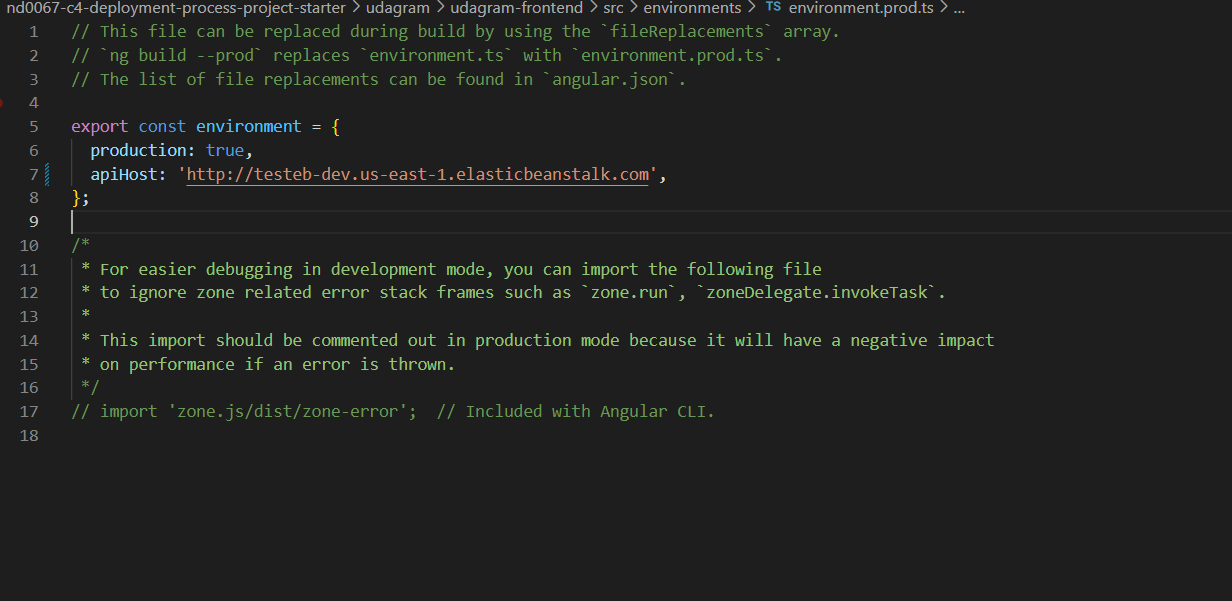 nd0067-c4-deployment-process-project-starter > udagram > udagram-frontend > src > environments > TS environment.prod.ts > ...
1 // This file can be replaced during build by using the `fileReplacements` array.
2 // `ng build --prod` replaces `environment.ts` with `environment.prod.ts`.
3 // The list of file replacements can be found in `angular.json`.
4
5 export const environment = {
6   production: true,
7   apiHost: 'http://testeb-dev.us-east-1.elasticbeanstalk.com',
8 };
9
10 /*
11  * For easier debugging in development mode, you can import the following file
12  * to ignore zone related error stack frames such as `zone.run`, `zoneDelegate.invokeTask`.
13  *
14  * This import should be commented out in production mode because it will have a negative impact
15  * on performance if an error is thrown.
16  */
17 // import 'zone.js/dist/zone-error';  // Included with Angular CLI.
18